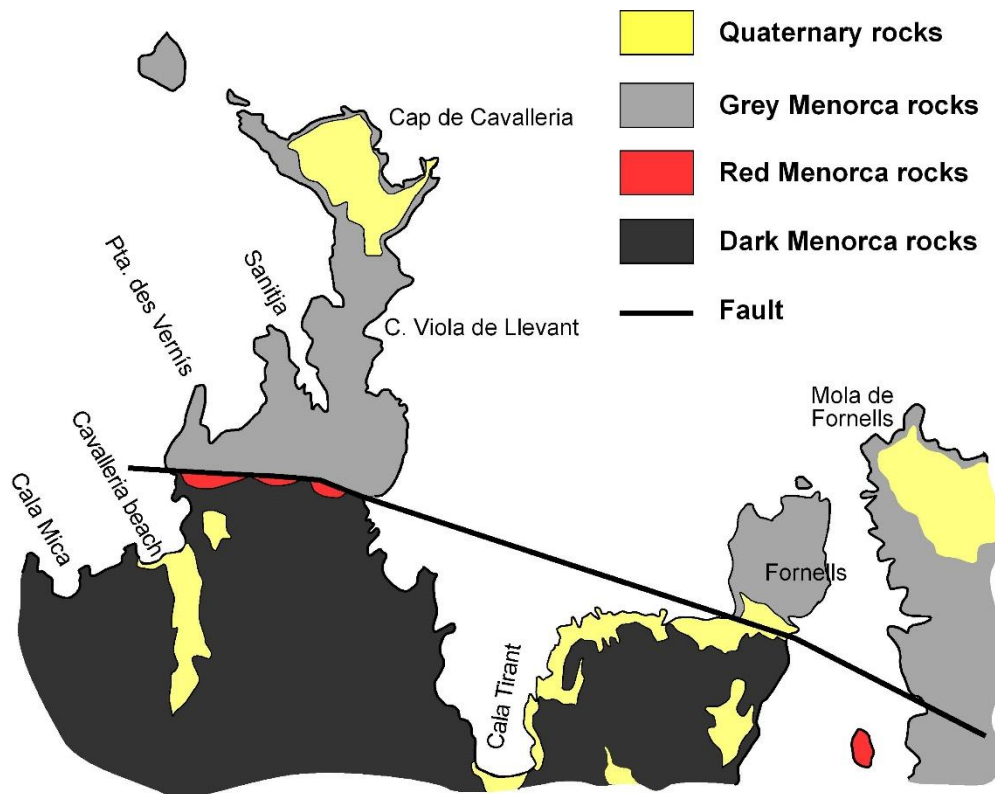 Quaternary rocks
Grey Menorca rocks
Red Menorca rocks
Dark Menorca rocks
Fault
Cap de Cavalleria
Pta. des Vernís
Sanitja
C. Viola de Llevant
Mola de
Fornells
Cavalleria beach
Cala Mica
Fornells
Cala Tirant